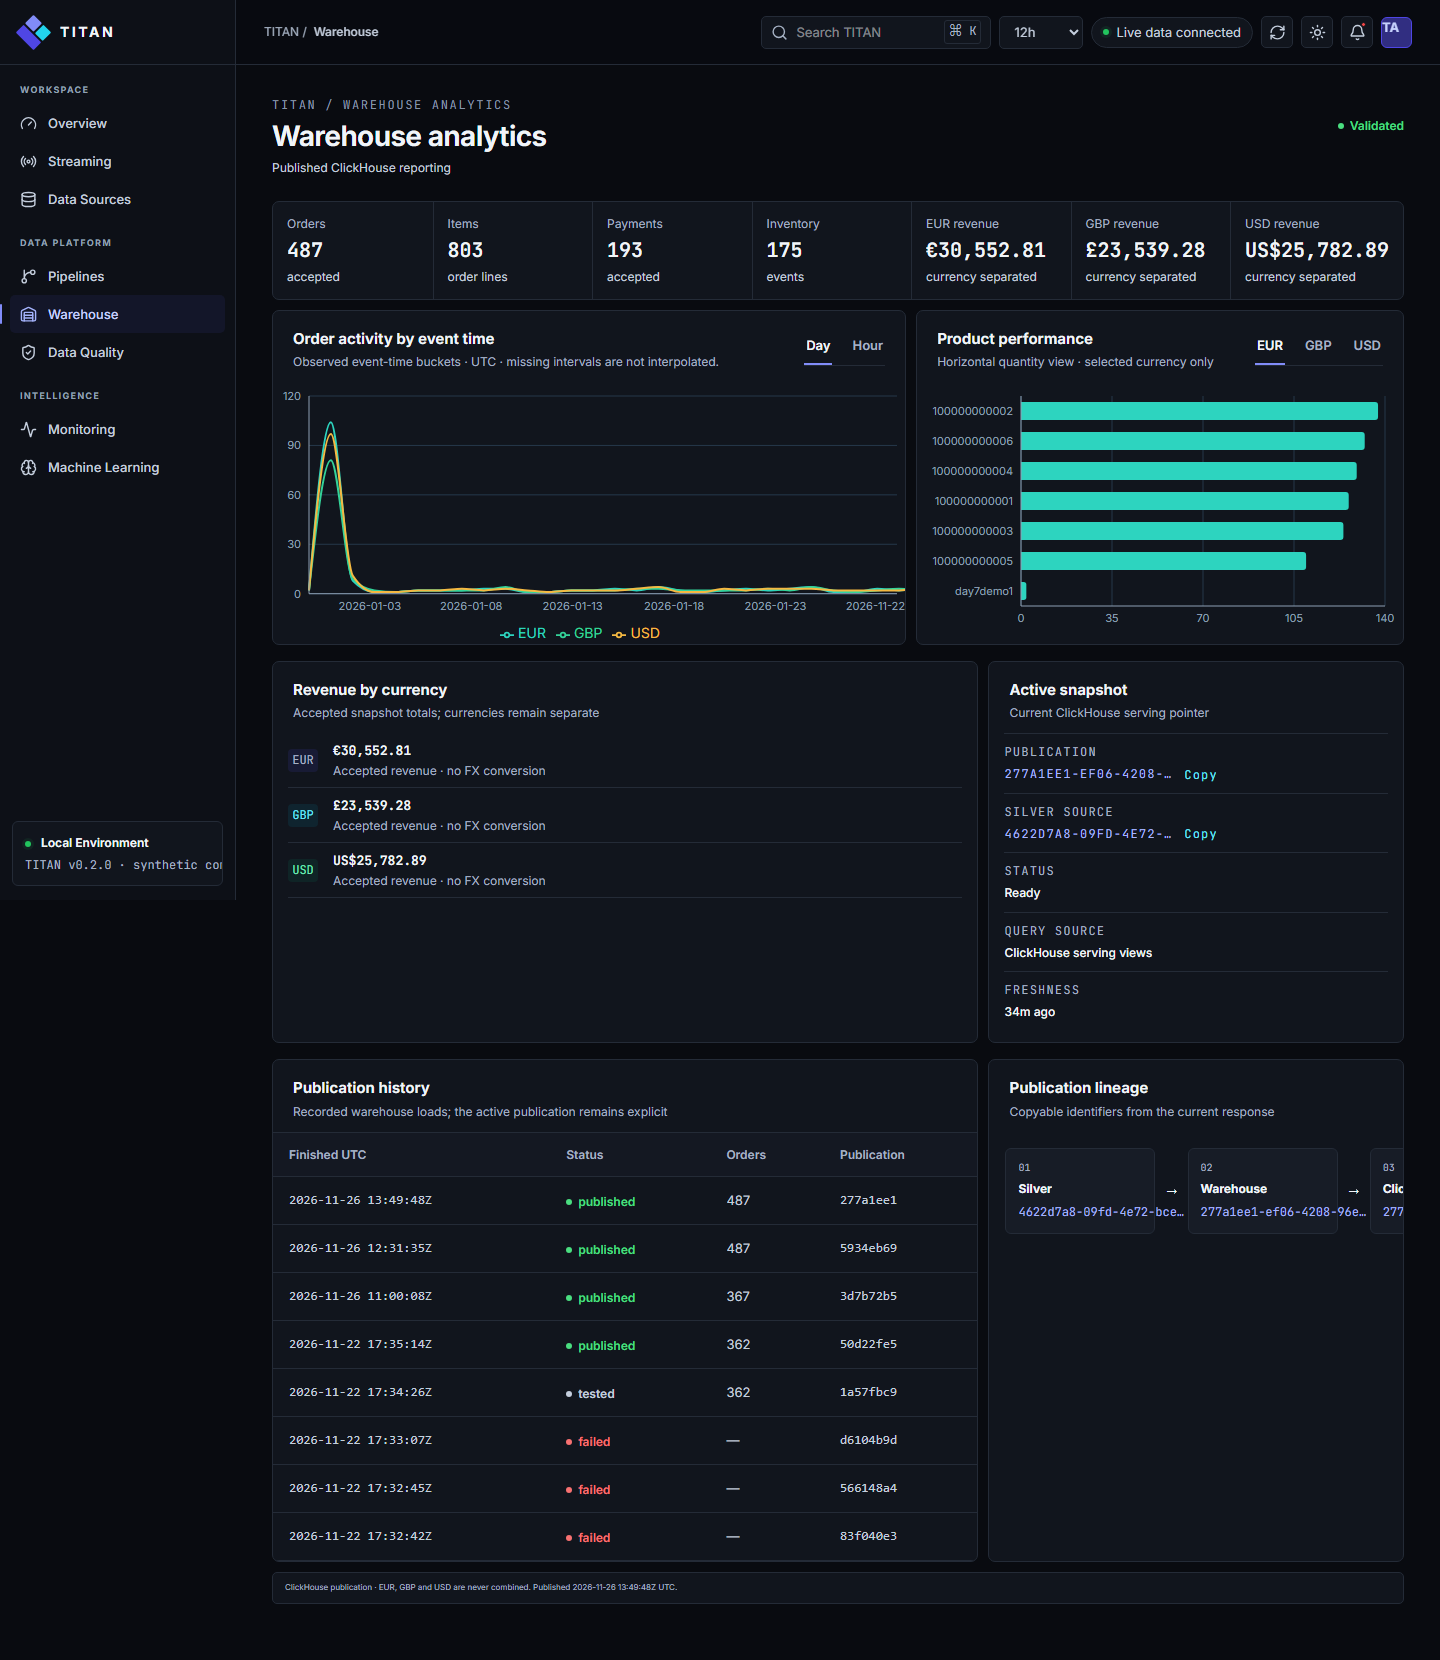 TITAN
TITAN / Warehouse
Search TITAN
⌘ K
12h
Live data connected
TA
WORKSPACE
Overview
Streaming
Data Sources
DATA PLATFORM
Pipelines
Warehouse
Data Quality
INTELLIGENCE
Monitoring
Machine Learning
Local Environment
TITAN v0.2.0 · synthetic
TITAN / WAREHOUSE ANALYTICS
Warehouse analytics
Published ClickHouse reporting
Validated
Orders
487
accepted
Items
803
order lines
Payments
193
accepted
Inventory
175
events
EUR revenue
€30,552.81
currency separated
GBP revenue
£23,539.28
currency separated
USD revenue
US$25,782.89
currency separated
Order activity by event time
Observed event-time buckets · UTC · missing intervals are not interpolated.
Day Hour
120
90
60
30
0
2026-01-03 2026-01-08 2026-01-13 2026-01-18 2026-01-23 2026-11-22
EUR GBP USD
Product performance
Horizontal quantity view · selected currency only
EUR GBP USD
100000000002
100000000006
100000000004
100000000001
100000000003
100000000005
day7demo1
0 35 70 105 140
Revenue by currency
Accepted snapshot totals; currencies remain separate
EUR
€30,552.81
Accepted revenue · no FX conversion
GBP
£23,539.28
Accepted revenue · no FX conversion
USD
US$25,782.89
Accepted revenue · no FX conversion
Active snapshot
Current ClickHouse serving pointer
PUBLICATION
277A1EE1-EF06-4208-… Copy
SILVER SOURCE
4622D7A8-09FD-4E72-… Copy
STATUS
Ready
QUERY SOURCE
ClickHouse serving views
FRESHNESS
34m ago
Publication history
Recorded warehouse loads; the active publication remains explicit
Finished UTC Status Orders Publication
2026-11-26 13:49:48Z published 487 277a1ee1
2026-11-26 12:31:35Z published 487 5934eb69
2026-11-26 11:00:08Z published 367 3d7b72b5
2026-11-22 17:35:14Z published 362 50d22fe5
2026-11-22 17:34:26Z tested 362 1a57fbc9
2026-11-22 17:33:07Z failed — d6104b9d
2026-11-22 17:32:45Z failed — 566148a4
2026-11-22 17:32:42Z failed — 83f040e3
Publication lineage
Copyable identifiers from the current response
01
Silver
4622d7a8-09fd-4e72-bce…
→
02
Warehouse
277a1ee1-ef06-4208-96e…
→
03
Clic
277
ClickHouse publication · EUR, GBP and USD are never combined. Published 2026-11-26 13:49:48Z UTC.